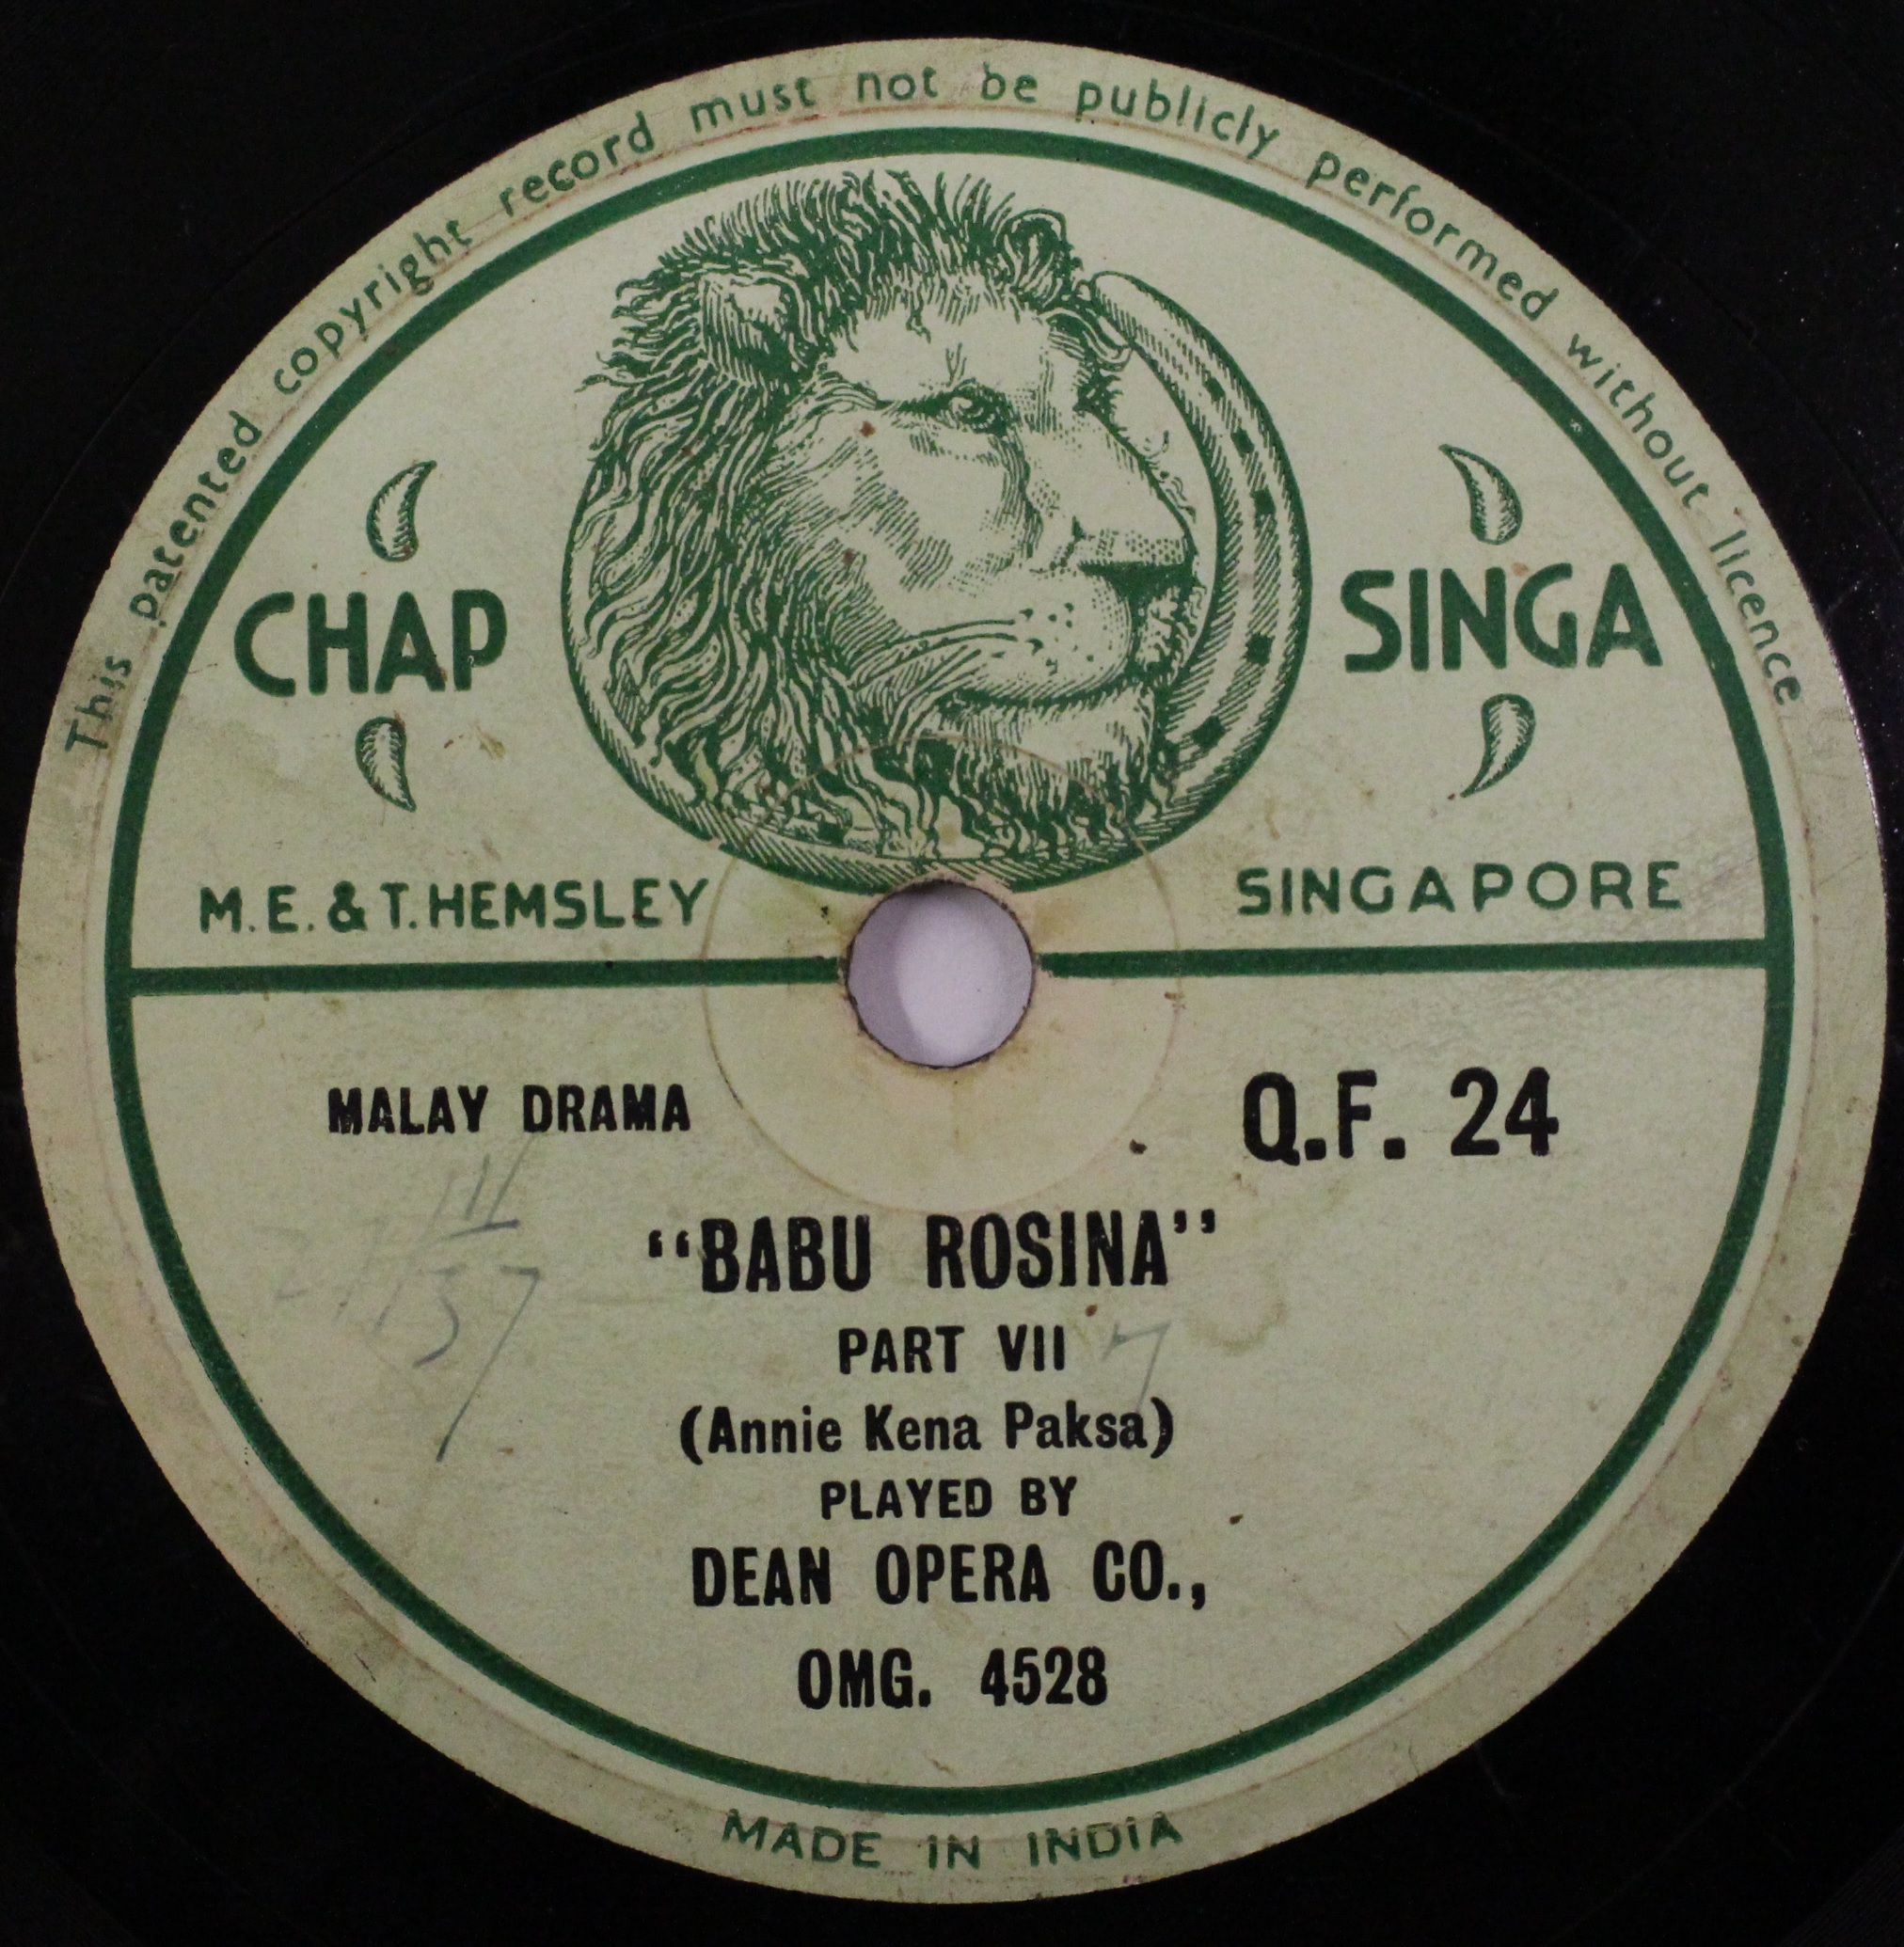 This patented copyright record must not be publicly performed without licence
CHAP SINGA
M.E. & T. HEMSLEY SINGAPORE
MALAY DRAMA Q.F. 24
"BABU ROSINA"
PART VII 7
(Annie Kena Paksa)
PLAYED BY
DEAN OPERA CO.,
OMG. 4528
MADE IN INDIA